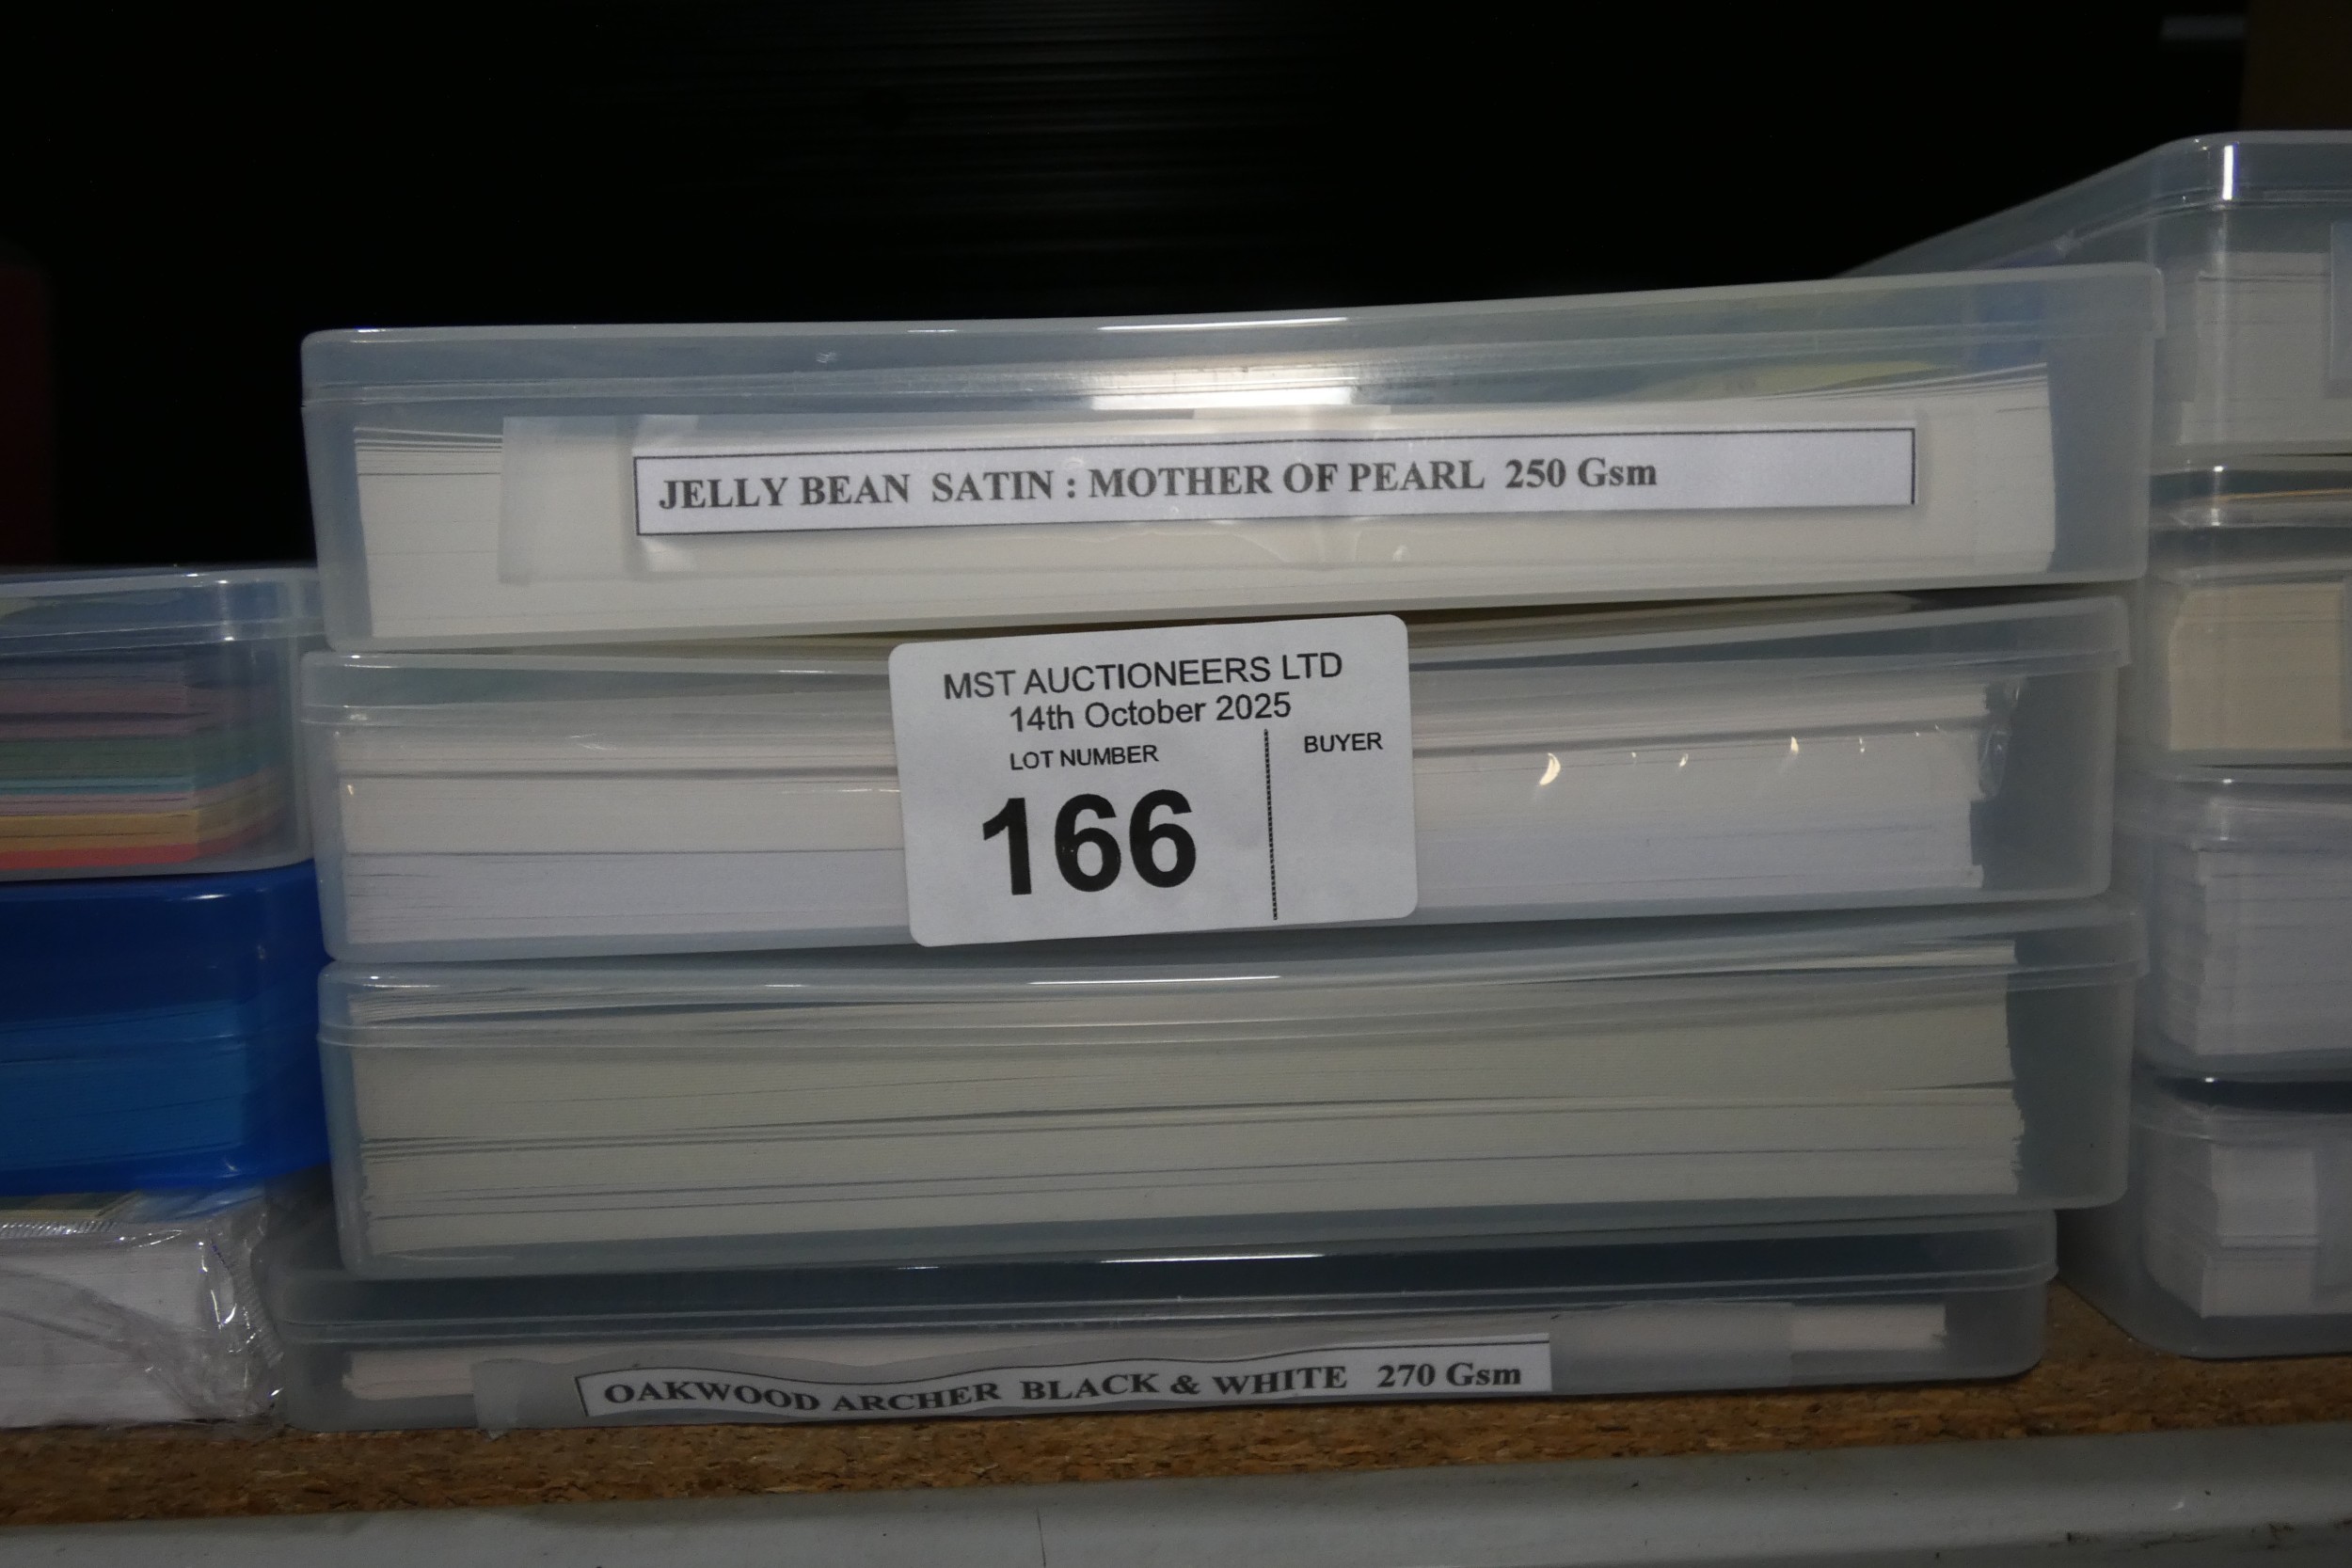 JELLY BEAN SATIN : MOTHER OF PEARL 250 Gsm
MST AUCTIONEERS LTD
14th October 2025
LOT NUMBER
BUYER
166
OAKWOOD ARCHER BLACK & WHITE 270 Gsm